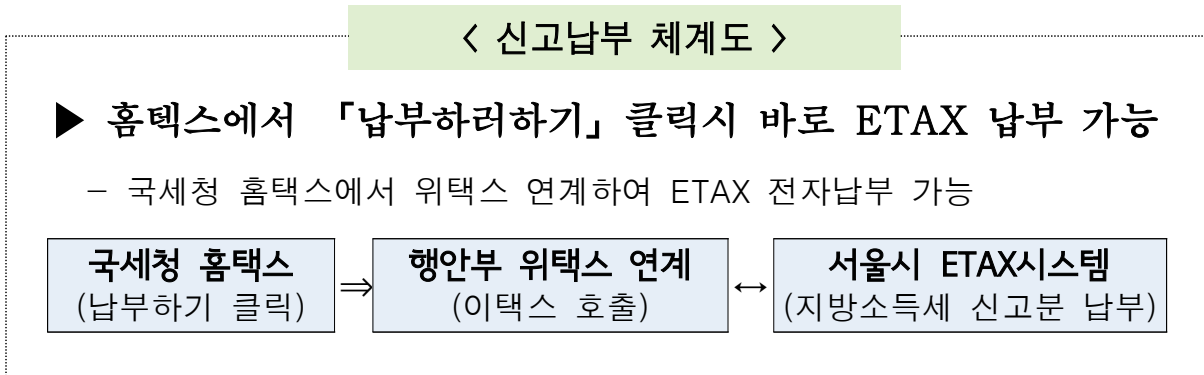 < 신고납부 체계도 >
▶ 홈텍스에서 「납부하러하기」 클릭시 바로 ETAX 납부 가능
– 국세청 홈택스에서 위택스 연계하여 ETAX 전자납부 가능
국세청 홈택스 ⇒ 행안부 위택스 연계 ↔ 서울시 ETAX시스템
(납부하기 클릭) (이택스 호출) (지방소득세 신고분 납부)